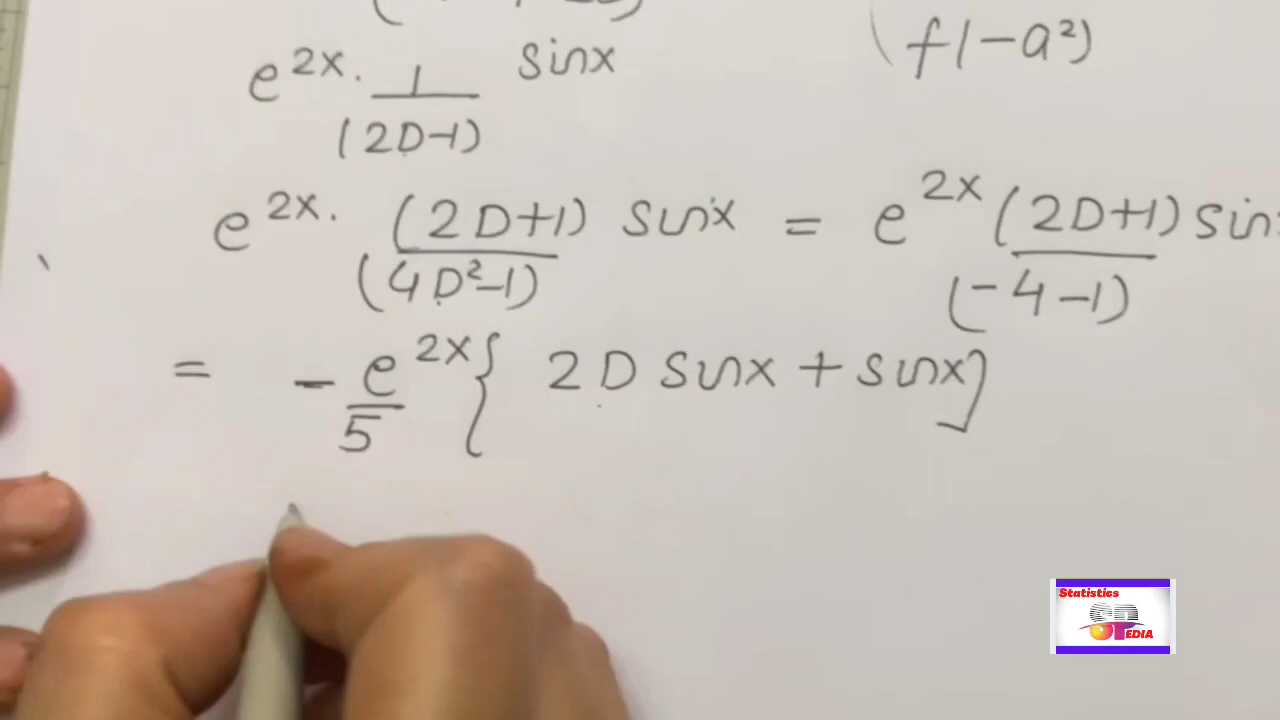 e^2x. 1/(2D-1) sinx
(f(-a²)
e^2x. (2D+1)/(4D²-1) sinx = e^2x (2D+1)/(-4-1) sin
= -e^2x/5 { 2D sinx + sinx}
Statistics
PEDIA